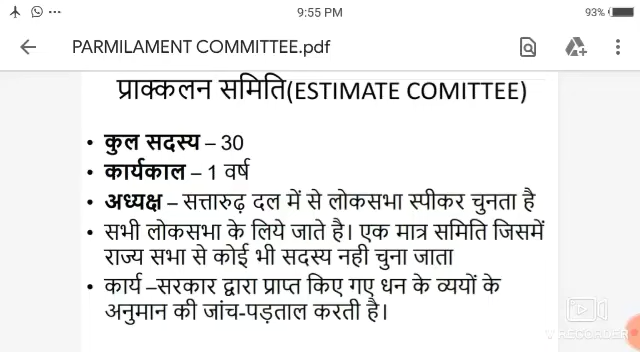 9:55 PM
93%
PARMILAMENT COMMITTEE.pdf
प्राक्कलन समिति(ESTIMATE COMITTEE)
• कुल सदस्य – 30
• कार्यकाल – 1 वर्ष
• अध्यक्ष – सत्तारुढ़ दल में से लोकसभा स्पीकर चुनता है
• सभी लोकसभा के लिये जाते है। एक मात्र समिति जिसमें
राज्य सभा से कोई भी सदस्य नही चुना जाता
• कार्य –सरकार द्वारा प्राप्त किए गए धन के व्ययों के
अनुमान की जांच-पड़ताल करती है।
V RECORDER